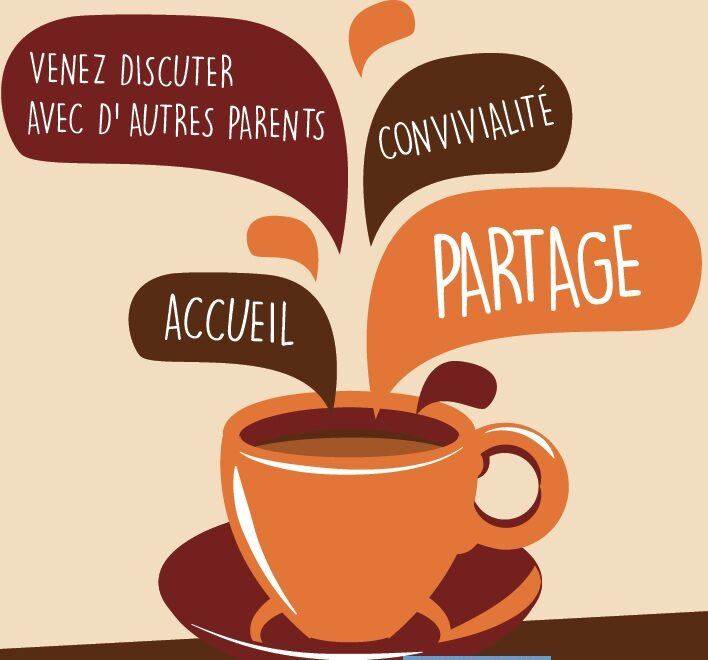 VENEZ DISCUTER
AVEC D'AUTRES PARENTS
CONVIVIALITÉ
PARTAGE
ACCUEIL